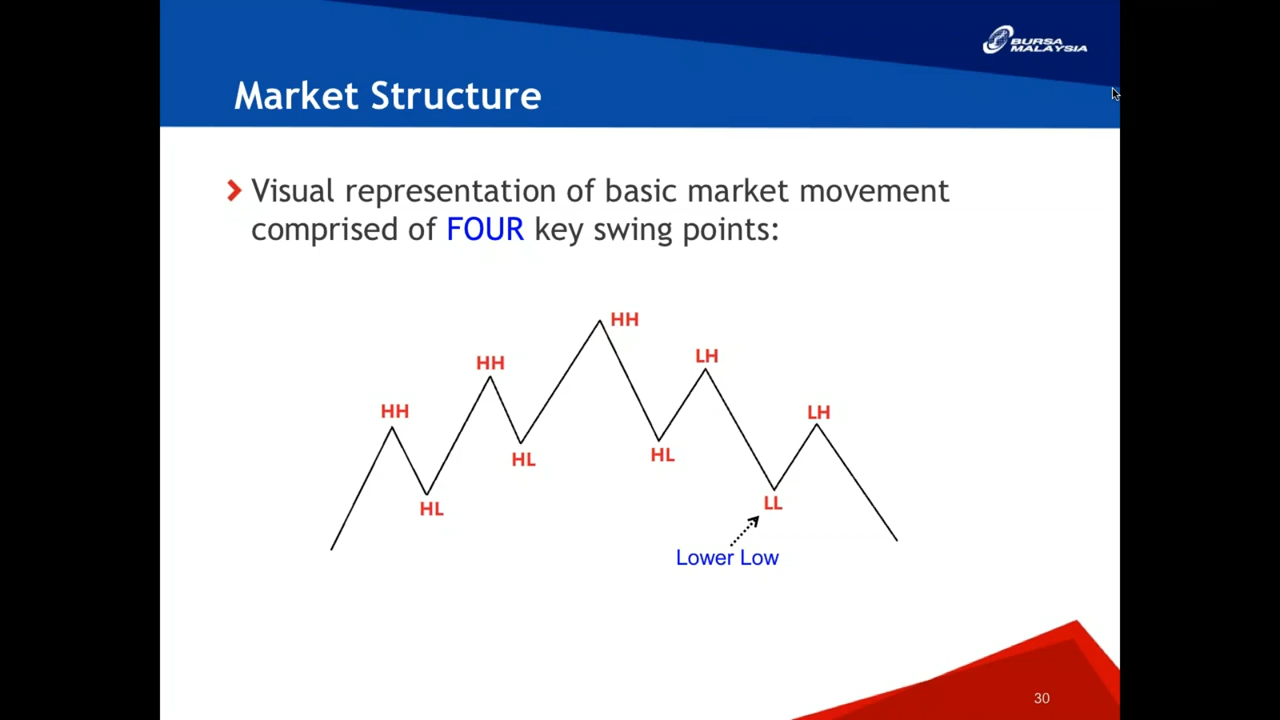 BURSA
MALAYSIA
Market Structure
Visual representation of basic market movement
comprised of FOUR key swing points:
HH
LH
HH
HH
LH
HL
HL
HL
LL
Lower Low
30